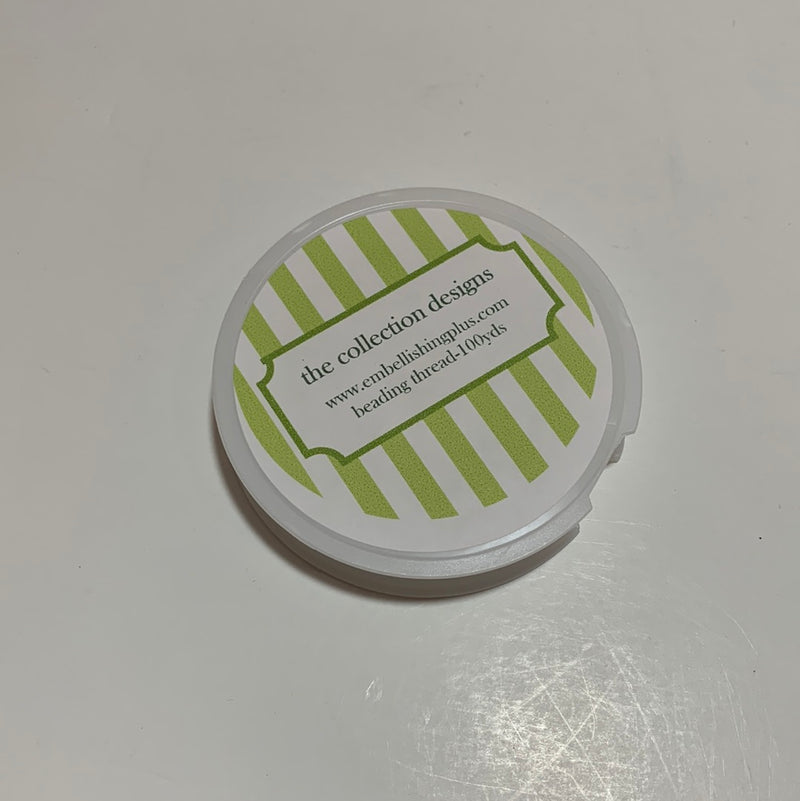 the collection designs
www.embellishingplus.com
beading thread-100yds